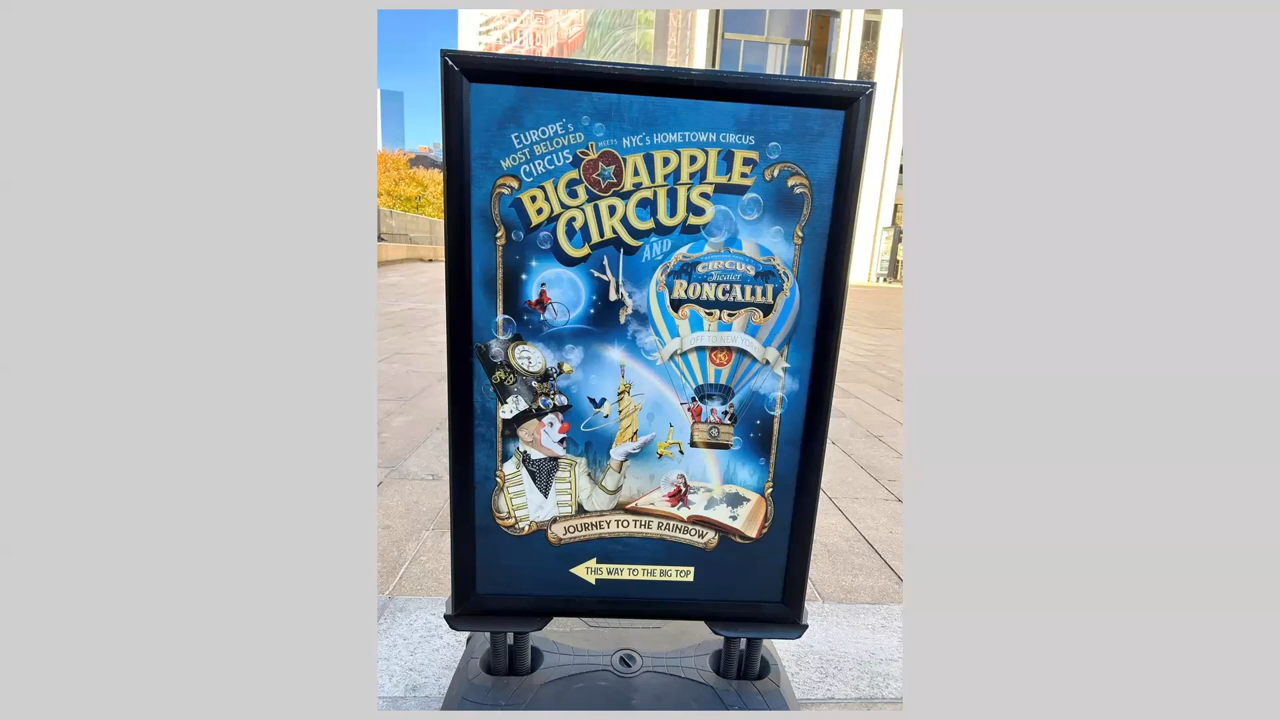 EUROPE'S
MOST BELOVED
CIRCUS
MEETS
NYC'S HOMETOWN CIRCUS
BIG APPLE
CIRCUS
AND
CIRCUS
Theater
RONCALLI
OFF TO NEW YORK
JOURNEY TO THE RAINBOW
THIS WAY TO THE BIG TOP